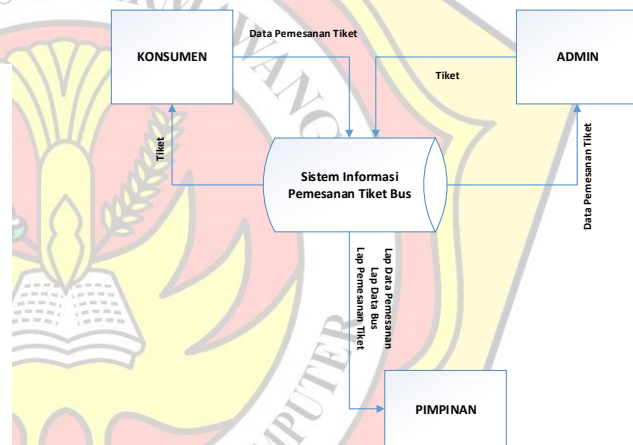 Data Pemesanan Tiket
KONSUMEN
ADMIN
Tiket
Tiket
Sistem Informasi
Pemesanan Tiket Bus
Data Pemesanan Tiket
Lap Data Pemesanan
Lap Data Bus
Lap Pemesanan Tiket
PIMPINAN